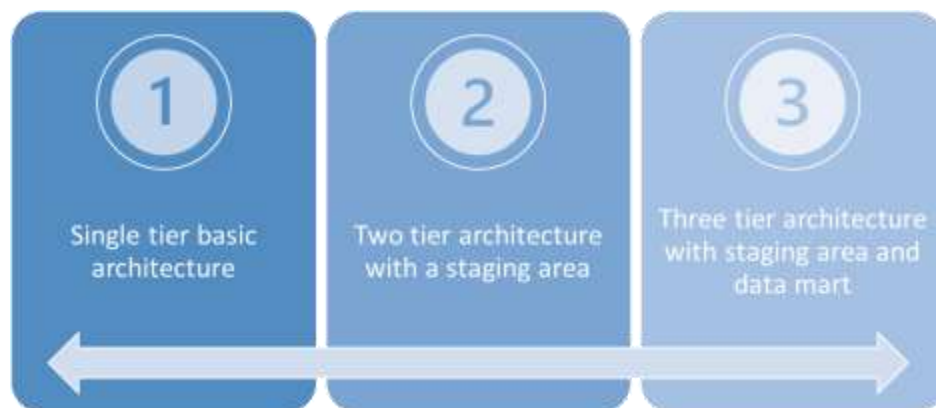 1
Single tier basic
architecture
2
Two tier architecture
with a staging area
3
Three tier architecture
with staging area and
data mart